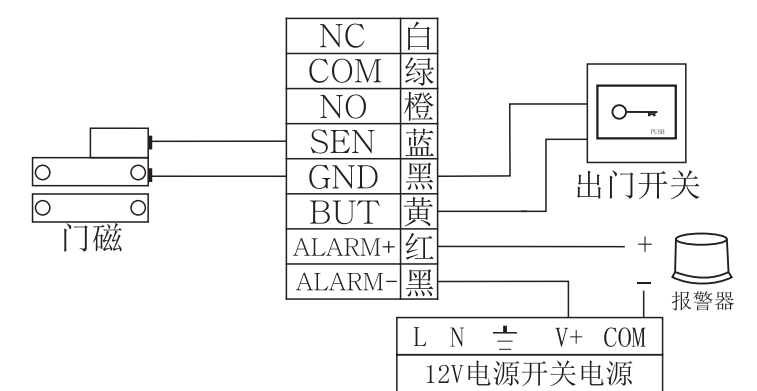 NC 白
COM 绿
NO 橙
SEN 蓝
GND 黑
BUT 黄
ALARM+ 红
ALARM- 黑
门磁
PUSH
出门开关
+
−
报警器
L N V+ COM
12V电源开关电源